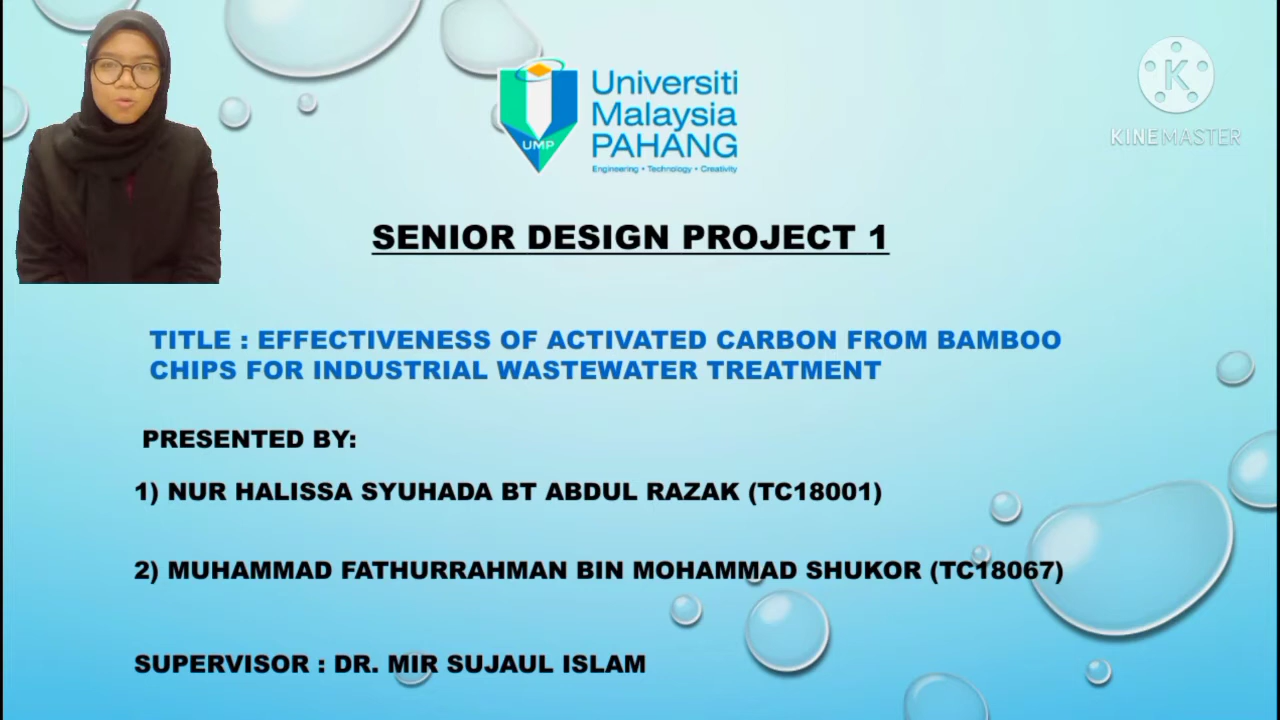 Universiti
Malaysia
PAHANG
UMP
Engineering • Technology • Creativity
K
KINEMASTER
SENIOR DESIGN PROJECT 1
TITLE : EFFECTIVENESS OF ACTIVATED CARBON FROM BAMBOO
CHIPS FOR INDUSTRIAL WASTEWATER TREATMENT
PRESENTED BY:
1) NUR HALISSA SYUHADA BT ABDUL RAZAK (TC18001)
2) MUHAMMAD FATHURRAHMAN BIN MOHAMMAD SHUKOR (TC18067)
SUPERVISOR : DR. MIR SUJAUL ISLAM